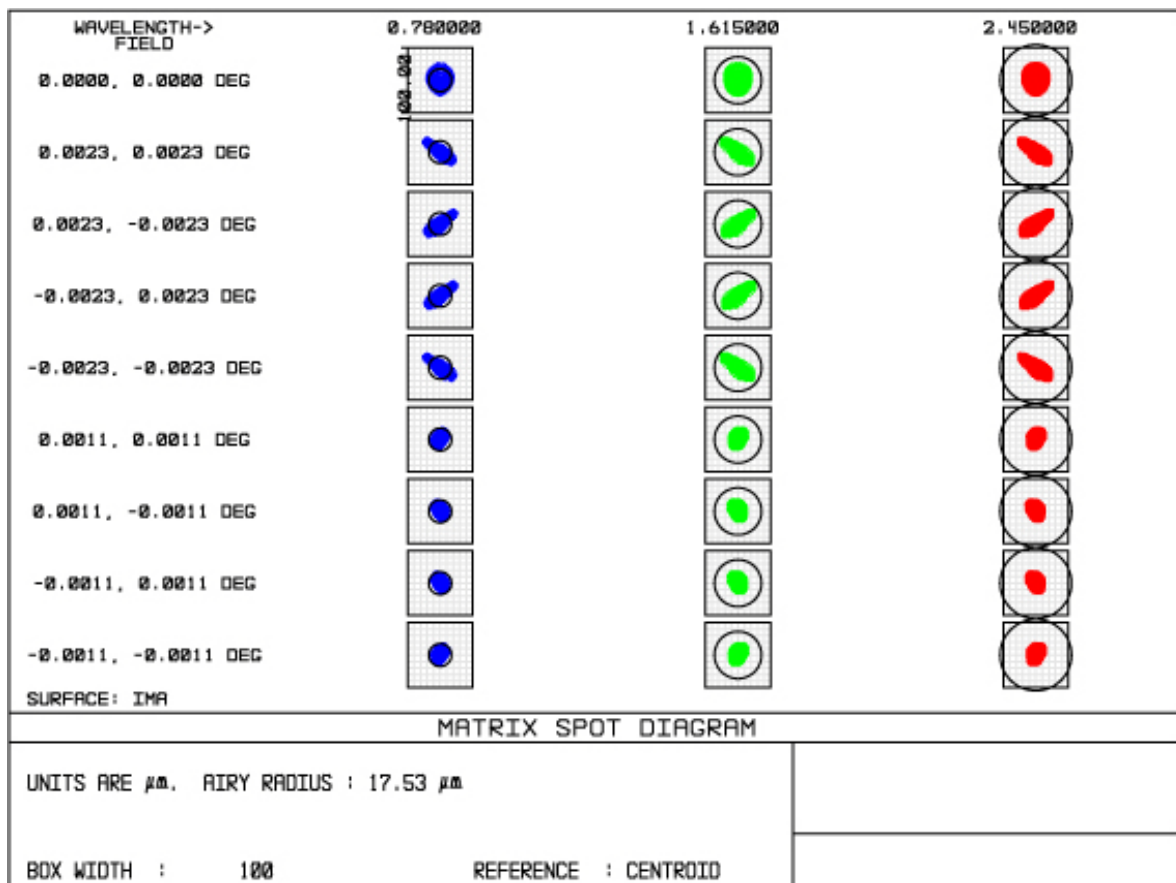 WAVELENGTH-> 0.780000 1.615000 2.450000
FIELD
100.00
0.0000, 0.0000 DEG
0.0023, 0.0023 DEG
0.0023, -0.0023 DEG
-0.0023, 0.0023 DEG
-0.0023, -0.0023 DEG
0.0011, 0.0011 DEG
0.0011, -0.0011 DEG
-0.0011, 0.0011 DEG
-0.0011, -0.0011 DEG
SURFACE: IMA
MATRIX SPOT DIAGRAM
UNITS ARE µm. AIRY RADIUS : 17.53 µm
BOX WIDTH : 100 REFERENCE : CENTROID